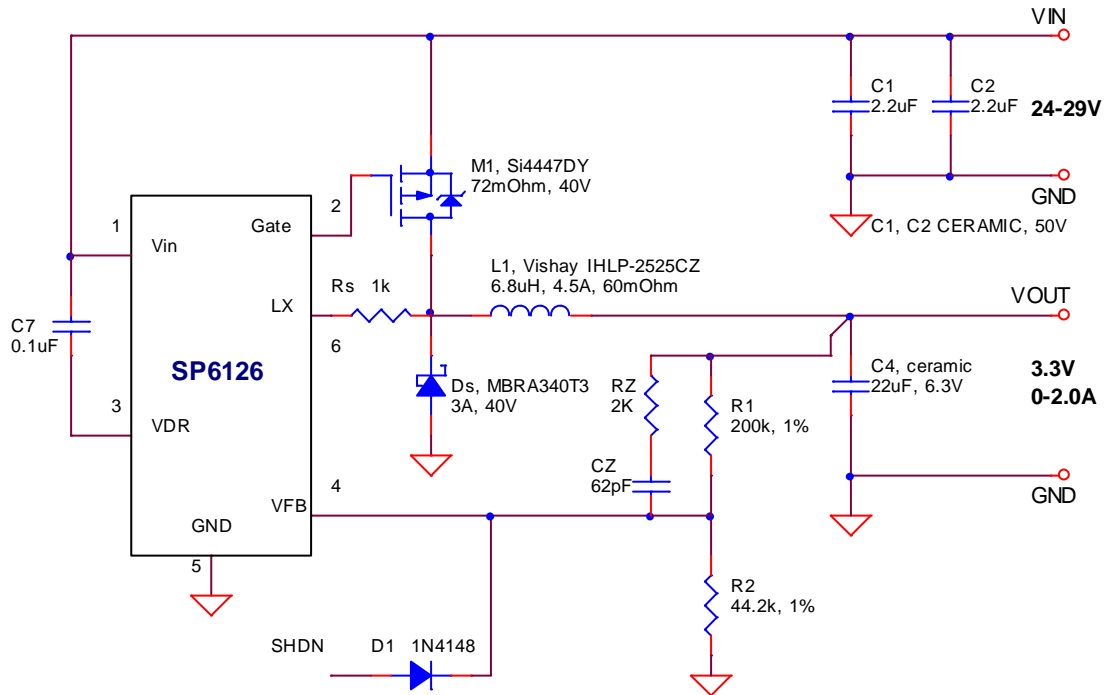 VIN
C1
2.2uF
C2
2.2uF
24-29V
M1, Si4447DY
72mOhm, 40V
GND
C1, C2 CERAMIC, 50V
1
2
Vin
Gate
L1, Vishay IHLP-2525CZ
6.8uH, 4.5A, 60mOhm
Rs 1k
LX
VOUT
C7
0.1uF
6
SP6126
Ds, MBRA340T3
3A, 40V
RZ
2K
C4, ceramic
22uF, 6.3V
3.3V
0-2.0A
3
VDR
R1
200k, 1%
CZ
62pF
4
VFB
GND
GND
5
R2
44.2k, 1%
SHDN
D1 1N4148